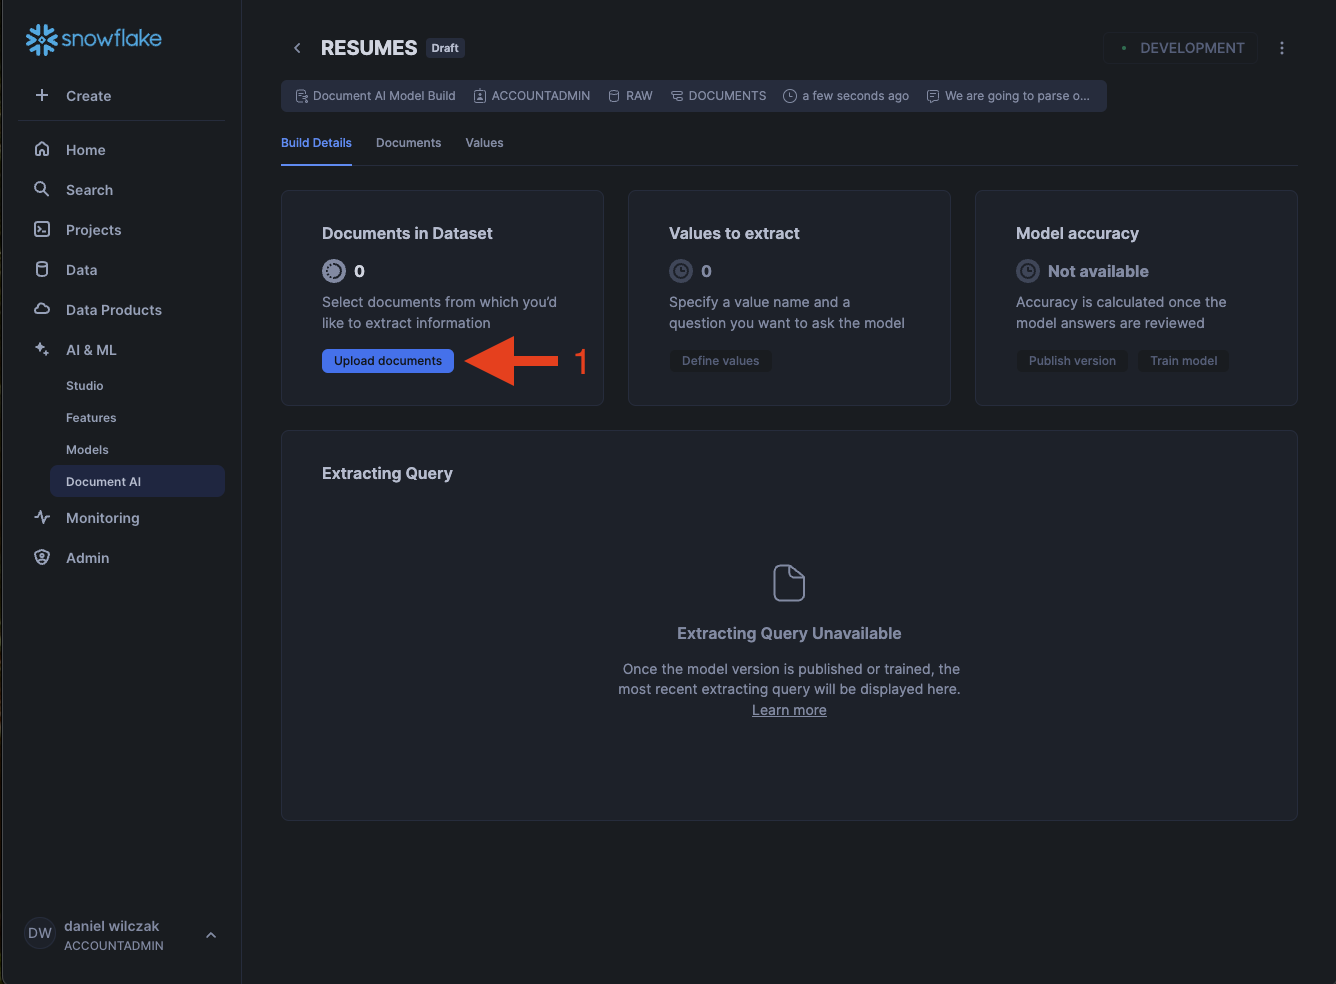 snowflake
Create
Home
Search
Projects
Data
Data Products
AI & ML
Studio
Features
Models
Document AI
Monitoring
Admin
DW
daniel wilczak
ACCOUNTADMIN
RESUMES Draft
DEVELOPMENT
Document AI Model Build ACCOUNTADMIN RAW DOCUMENTS a few seconds ago We are going to parse o...
Build Details Documents Values
Documents in Dataset
0
Select documents from which you'd
like to extract information
Upload documents
1
Values to extract
0
Specify a value name and a
question you want to ask the model
Define values
Model accuracy
Not available
Accuracy is calculated once the
model answers are reviewed
Publish version Train model
Extracting Query
Extracting Query Unavailable
Once the model version is published or trained, the
most recent extracting query will be displayed here.
Learn more